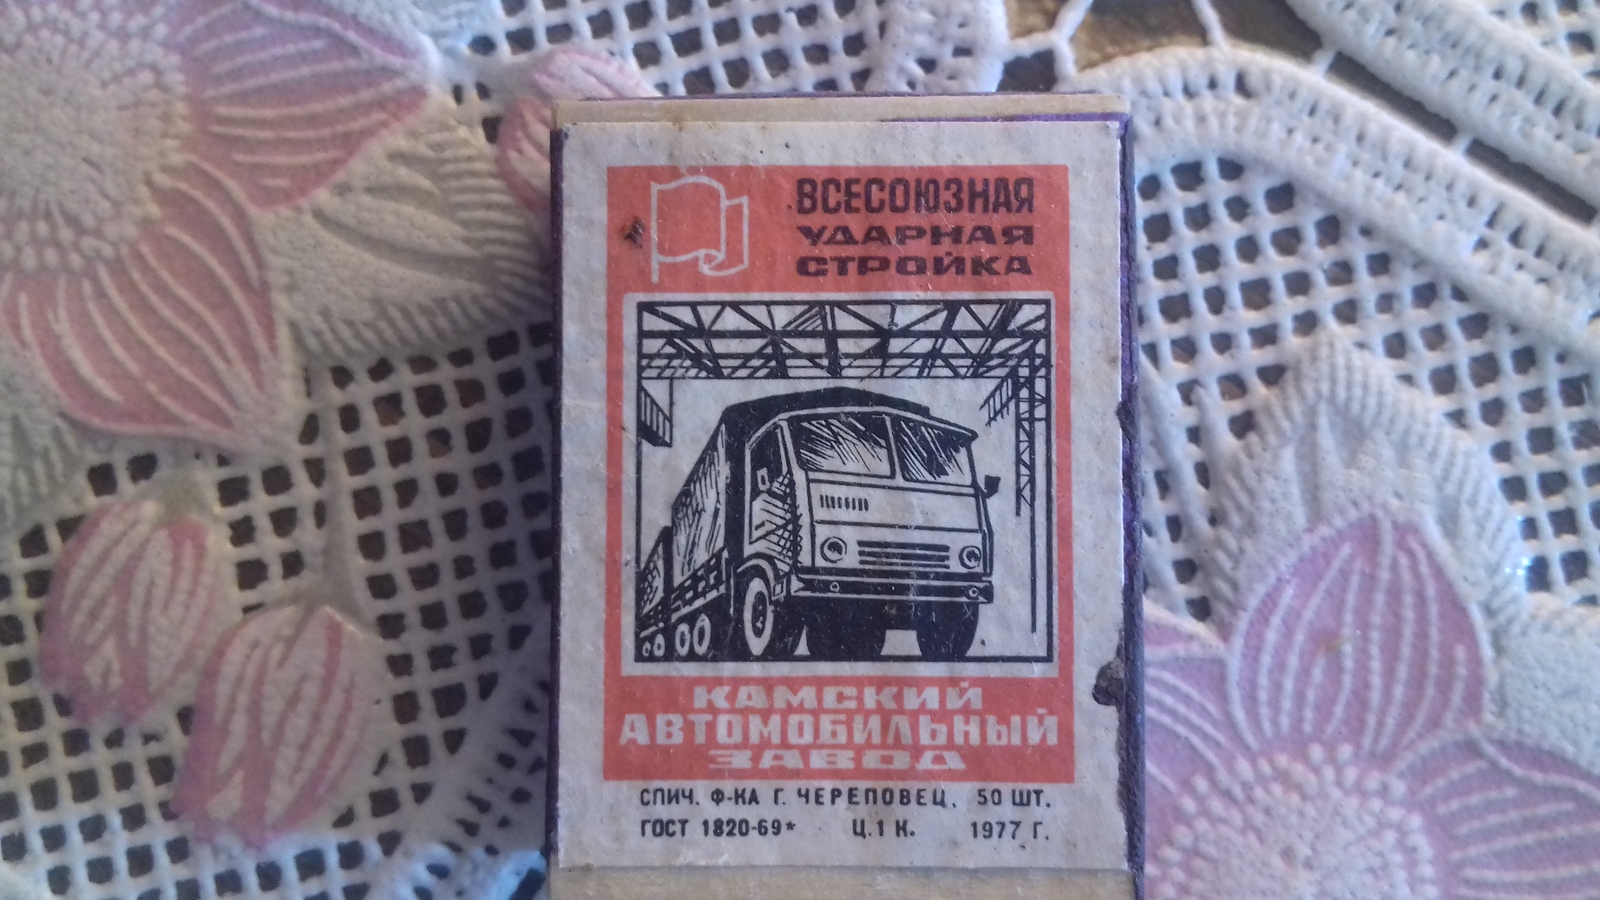 ВСЕСОЮЗНАЯ
УДАРНАЯ
СТРОЙКА
КАМСКИЙ
АВТОМОБИЛЬНЫЙ
ЗАВОД
СПИЧ. Ф-КА Г. ЧЕРЕПОВЕЦ. 50 ШТ.
ГОСТ 1820-69* Ц.1 К. 1977 Г.